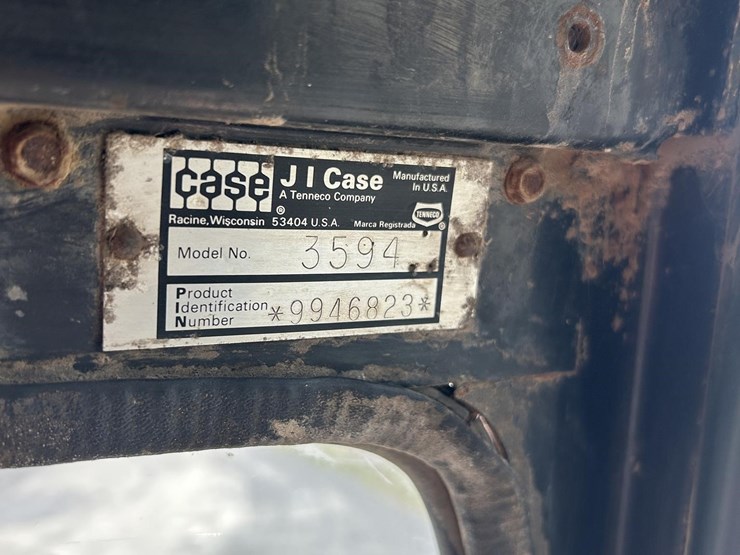 case J I Case Manufactured In U.S.A.
A Tenneco Company
®
TENNECO
®
Racine, Wisconsin 53404 U.S.A. Marca Registrada
Model No. 3594
Product
Identification
Number *9946823*